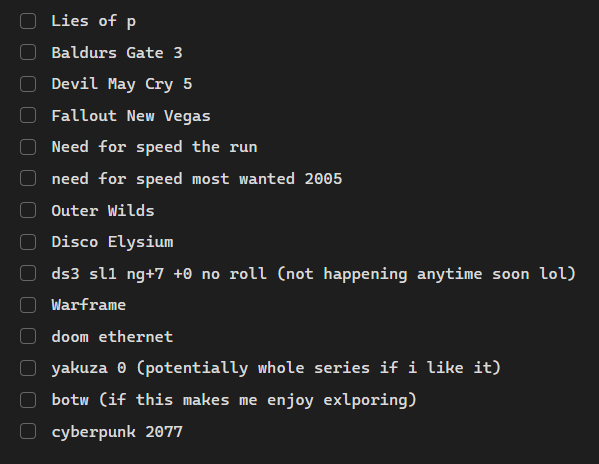 Lies of p
Baldurs Gate 3
Devil May Cry 5
Fallout New Vegas
Need for speed the run
need for speed most wanted 2005
Outer Wilds
Disco Elysium
ds3 sl1 ng+7 +0 no roll (not happening anytime soon lol)
Warframe
doom ethernet
yakuza 0 (potentially whole series if i like it)
botw (if this makes me enjoy exlporing)
cyberpunk 2077